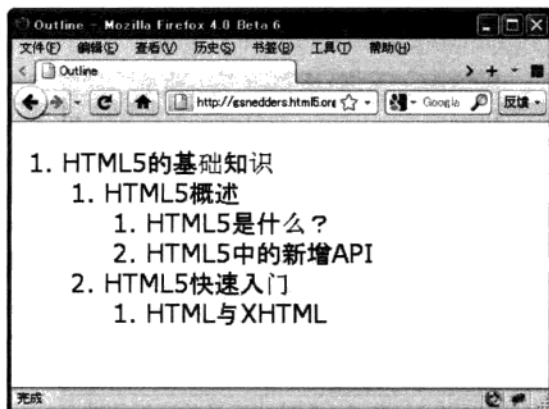 Outline - Mozilla Firefox 4.0 Beta 6
文件(F) 编辑(E) 查看(V) 历史(S) 书签(B) 工具(T) 帮助(H)
Outline
http://gsnedders.html5.org
Google
反馈
1. HTML5的基础知识
1. HTML5概述
1. HTML5是什么？
2. HTML5中的新增API
2. HTML5快速入门
1. HTML与XHTML
完成